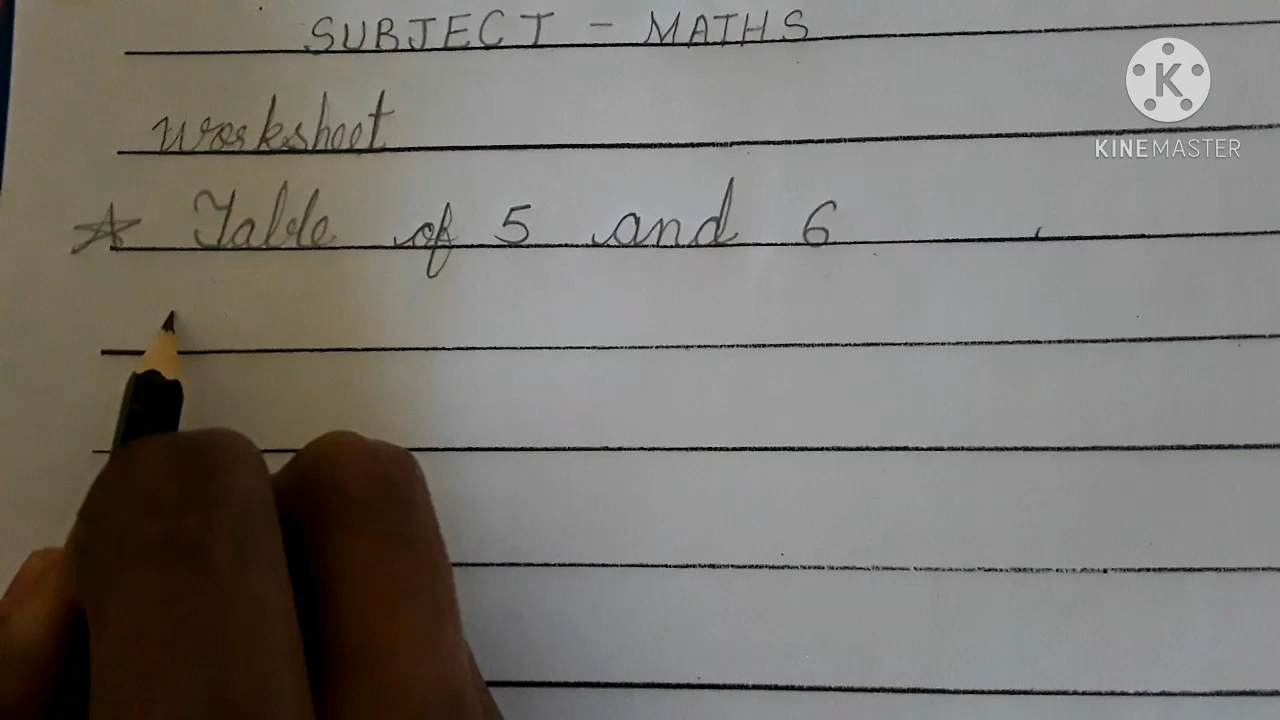 SUBJECT - MATHS
Worksheet
☆ Table of 5 and 6
K
KINEMASTER